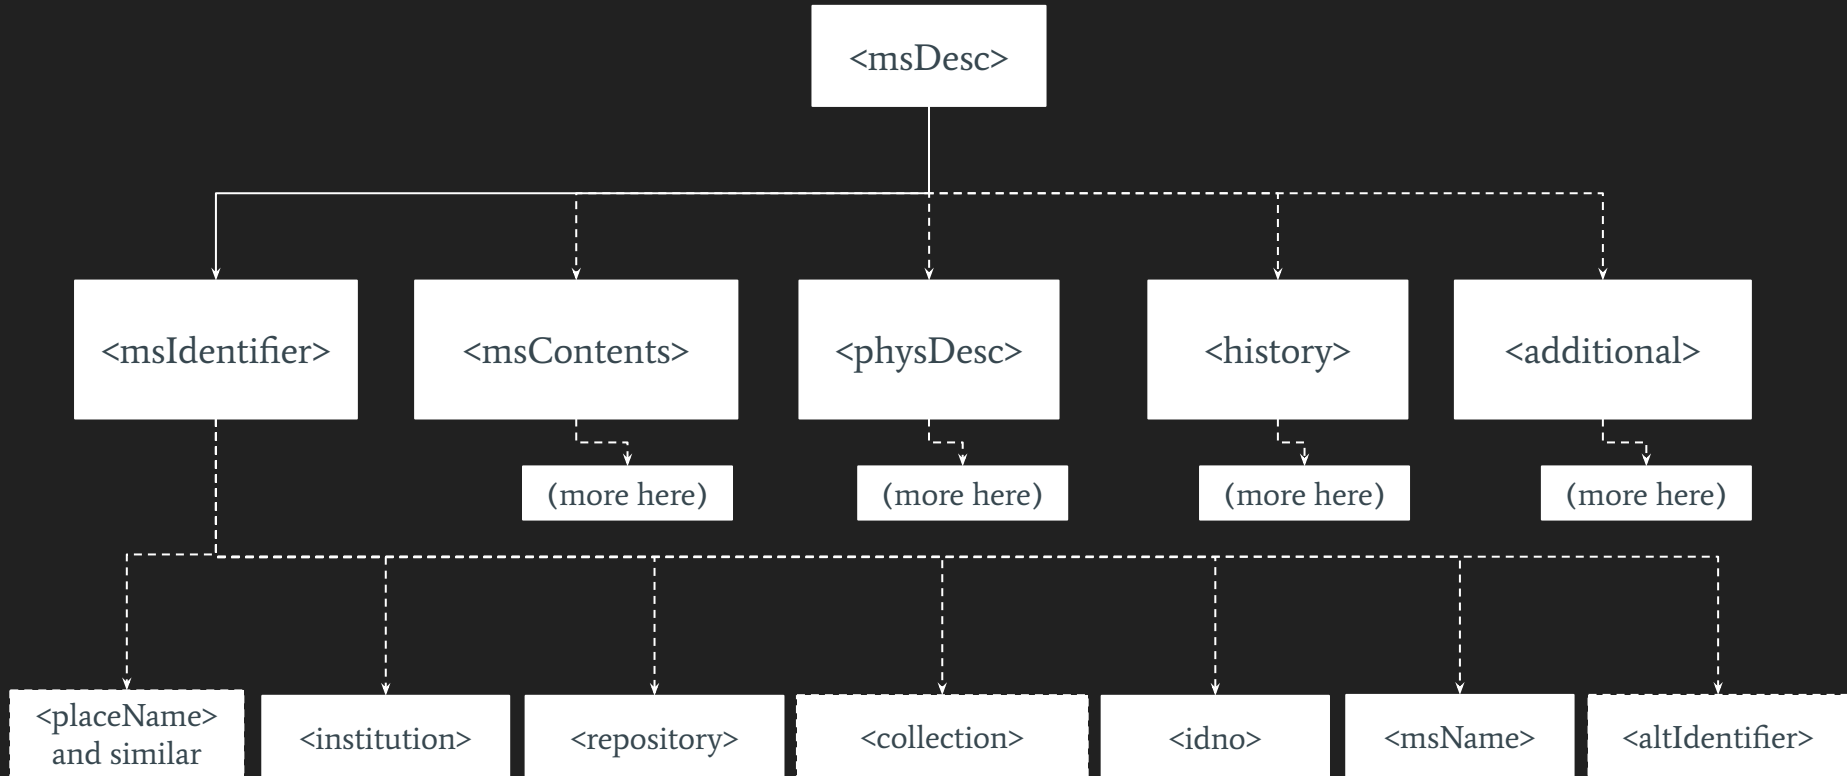 <msDesc>
<msIdentifier>
<msContents>
<physDesc>
<history>
<additional>
(more here)
(more here)
(more here)
(more here)
<placeName>
and similar
<institution>
<repository>
<collection>
<idno>
<msName>
<altIdentifier>